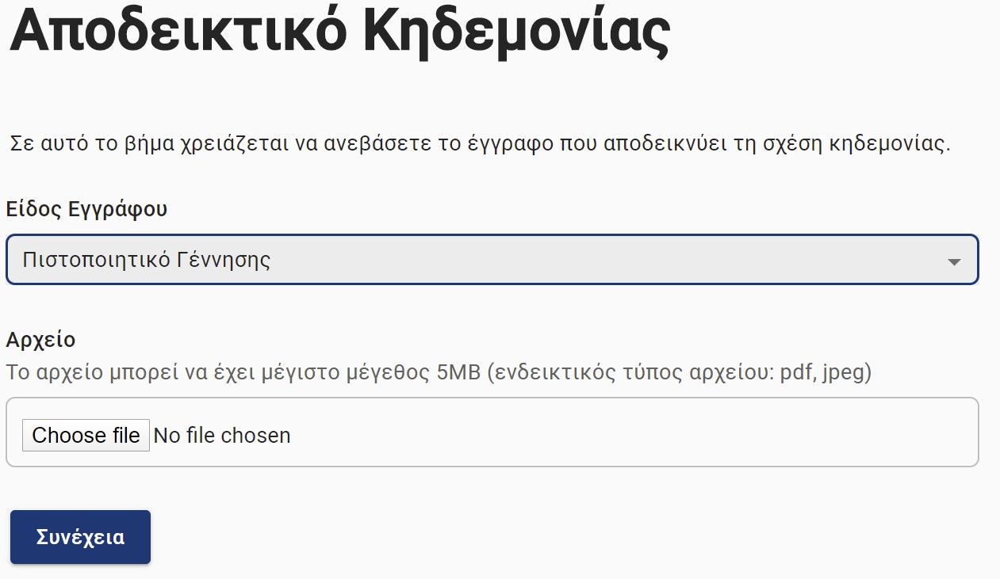 Αποδεικτικό Κηδεμονίας
Σε αυτό το βήμα χρειάζεται να ανεβάσετε το έγγραφο που αποδεικνύει τη σχέση κηδεμονίας.
Είδος Εγγράφου
Πιστοποιητικό Γέννησης
Αρχείο
Το αρχείο μπορεί να έχει μέγιστο μέγεθος 5MB (ενδεικτικός τύπος αρχείου: pdf, jpeg)
Choose file No file chosen
Συνέχεια